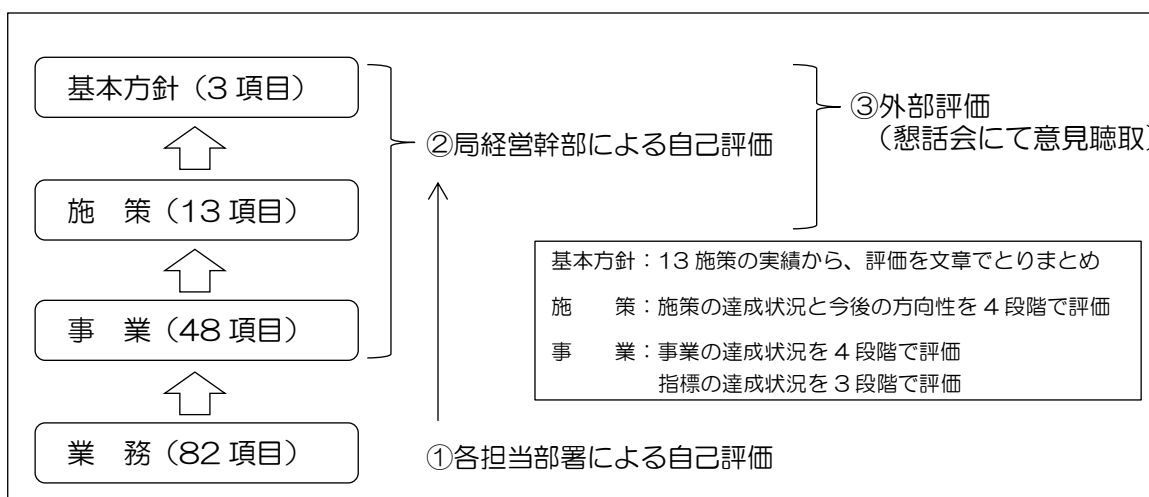 基本方針（3 項目）
②局経営幹部による自己評価
③外部評価
（懇話会にて意見聴取）
施　策（13 項目）
事　業（48 項目）
業　務（82 項目）
①各担当部署による自己評価
基本方針：13 施策の実績から、評価を文章でとりまとめ
施　　策：施策の達成状況と今後の方向性を 4 段階で評価
事　　業：事業の達成状況を 4 段階で評価
指標の達成状況を 3 段階で評価